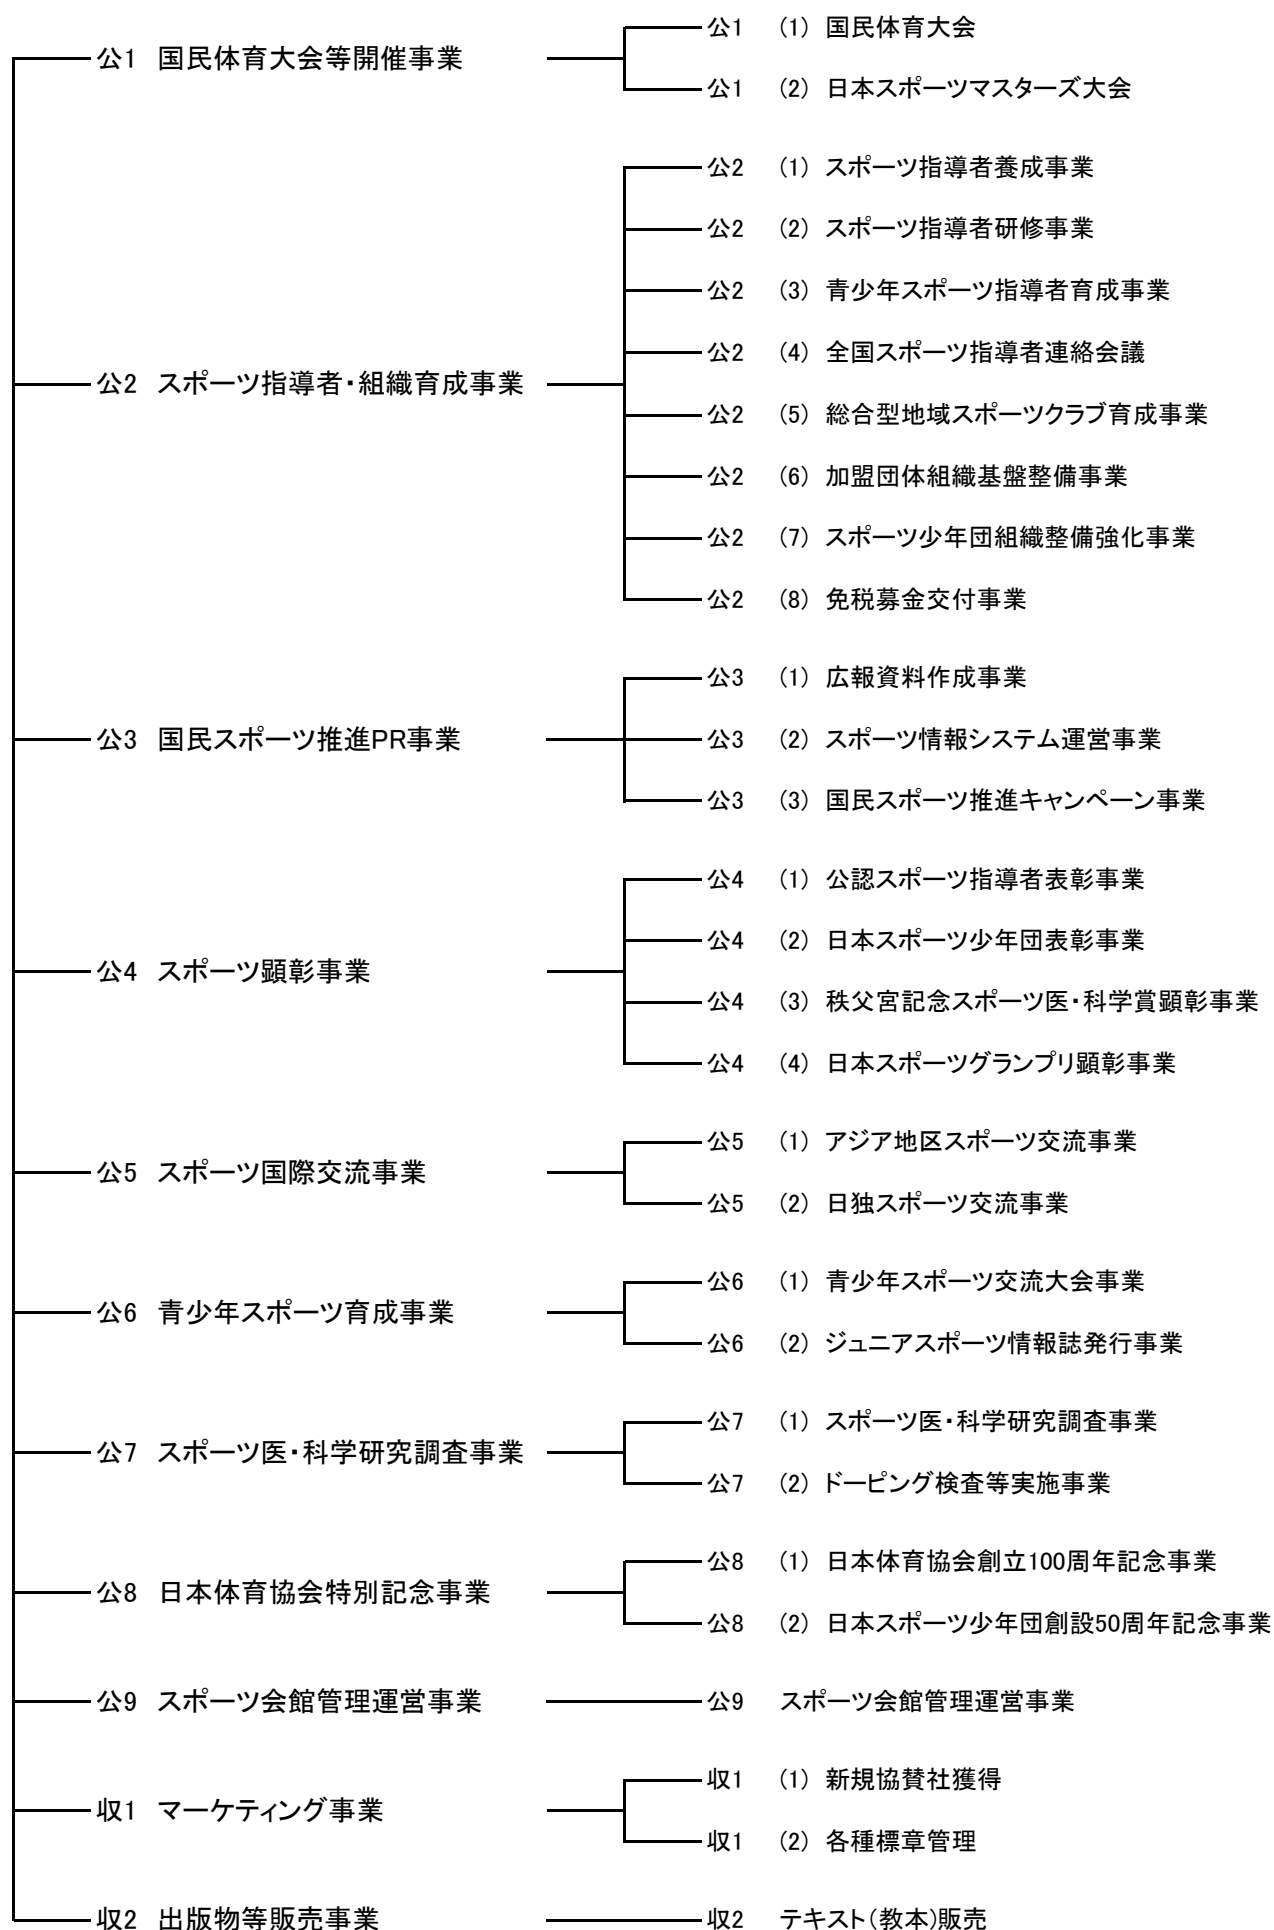 公1 国民体育大会等開催事業
公1 (1) 国民体育大会
公1 (2) 日本スポーツマスターズ大会
公2 スポーツ指導者・組織育成事業
公2 (1) スポーツ指導者養成事業
公2 (2) スポーツ指導者研修事業
公2 (3) 青少年スポーツ指導者育成事業
公2 (4) 全国スポーツ指導者連絡会議
公2 (5) 総合型地域スポーツクラブ育成事業
公2 (6) 加盟団体組織基盤整備事業
公2 (7) スポーツ少年団組織整備強化事業
公2 (8) 免税募金交付事業
公3 国民スポーツ推進PR事業
公3 (1) 広報資料作成事業
公3 (2) スポーツ情報システム運営事業
公3 (3) 国民スポーツ推進キャンペーン事業
公4 スポーツ顕彰事業
公4 (1) 公認スポーツ指導者表彰事業
公4 (2) 日本スポーツ少年団表彰事業
公4 (3) 秩父宮記念スポーツ医・科学賞顕彰事業
公4 (4) 日本スポーツグランプリ顕彰事業
公5 スポーツ国際交流事業
公5 (1) アジア地区スポーツ交流事業
公5 (2) 日独スポーツ交流事業
公6 青少年スポーツ育成事業
公6 (1) 青少年スポーツ交流大会事業
公6 (2) ジュニアスポーツ情報誌発行事業
公7 スポーツ医・科学研究調査事業
公7 (1) スポーツ医・科学研究調査事業
公7 (2) ドーピング検査等実施事業
公8 日本体育協会特別記念事業
公8 (1) 日本体育協会創立100周年記念事業
公8 (2) 日本スポーツ少年団創設50周年記念事業
公9 スポーツ会館管理運営事業
公9 スポーツ会館管理運営事業
収1 マーケティング事業
収1 (1) 新規協賛社獲得
収1 (2) 各種標章管理
収2 出版物等販売事業
収2 テキスト(教本)販売